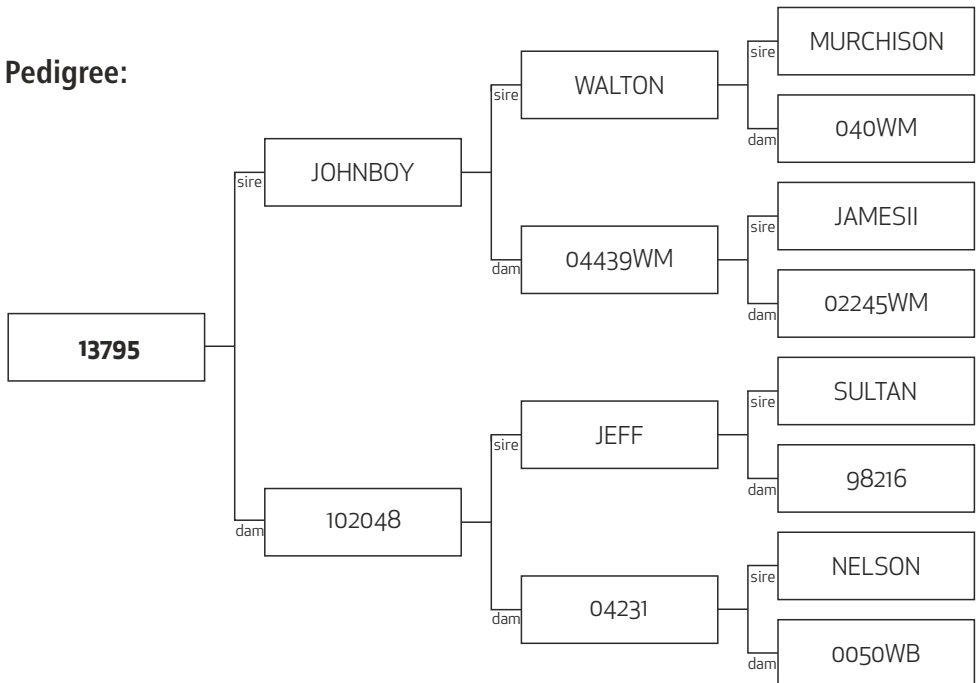 Pedigree:
13795
sire
JOHNBOY
dam
102048
sire
WALTON
dam
04439WM
sire
JEFF
dam
04231
sire
MURCHISON
dam
040WM
sire
JAMESII
dam
02245WM
sire
SULTAN
dam
98216
sire
NELSON
dam
0050WB